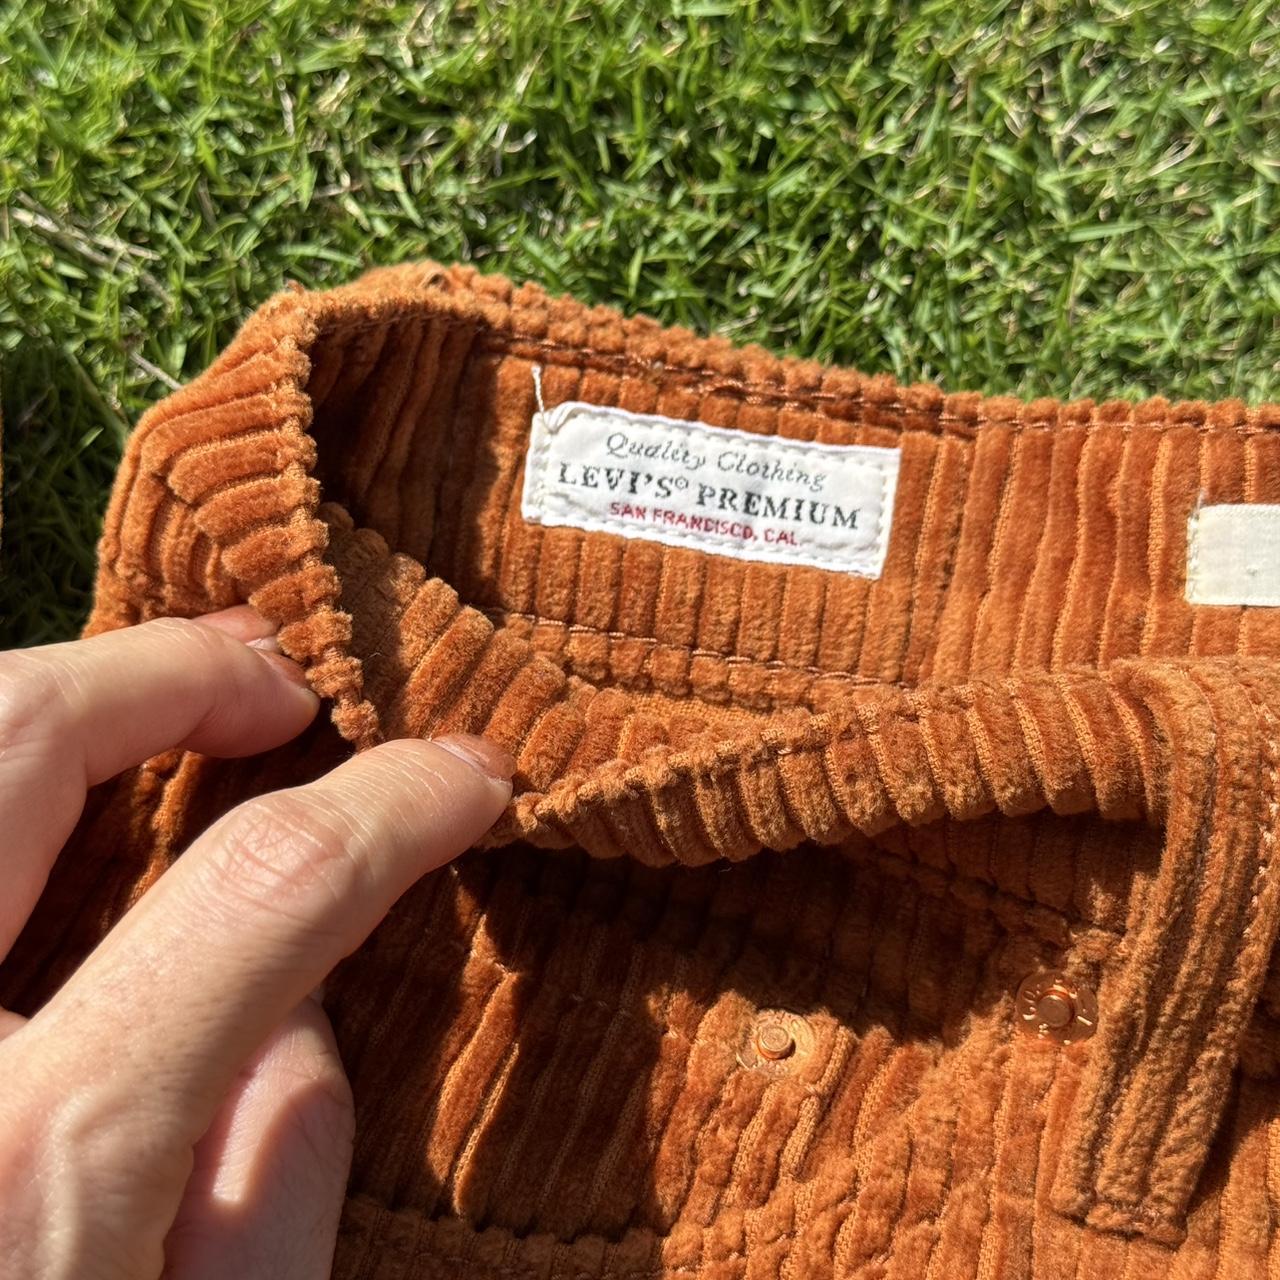 Quality Clothing
LEVI'S® PREMIUM
SAN FRANCISCO, CAL.